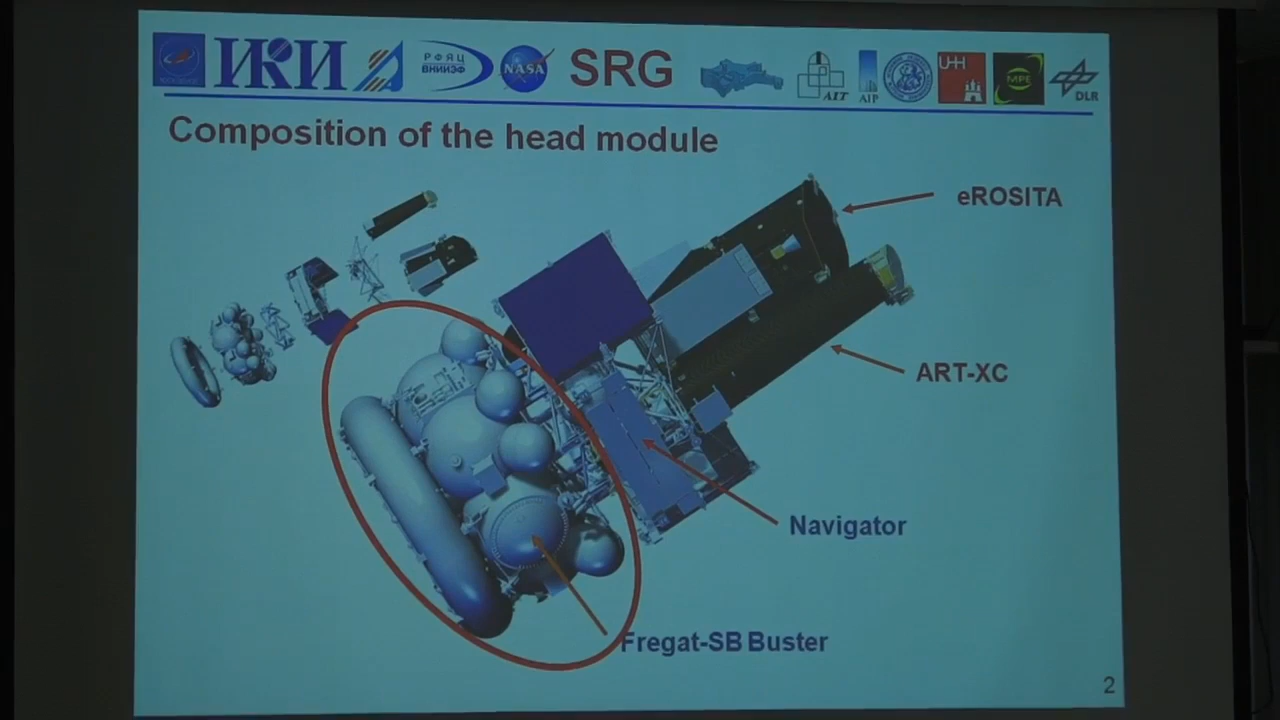 ИКИ
РФЯЦ
ВНИИЭФ
NASA
SRG
AIT
AIP
UHH
MPE
DLR
Composition of the head module
eROSITA
ART-XC
Navigator
Fregat-SB Buster
2